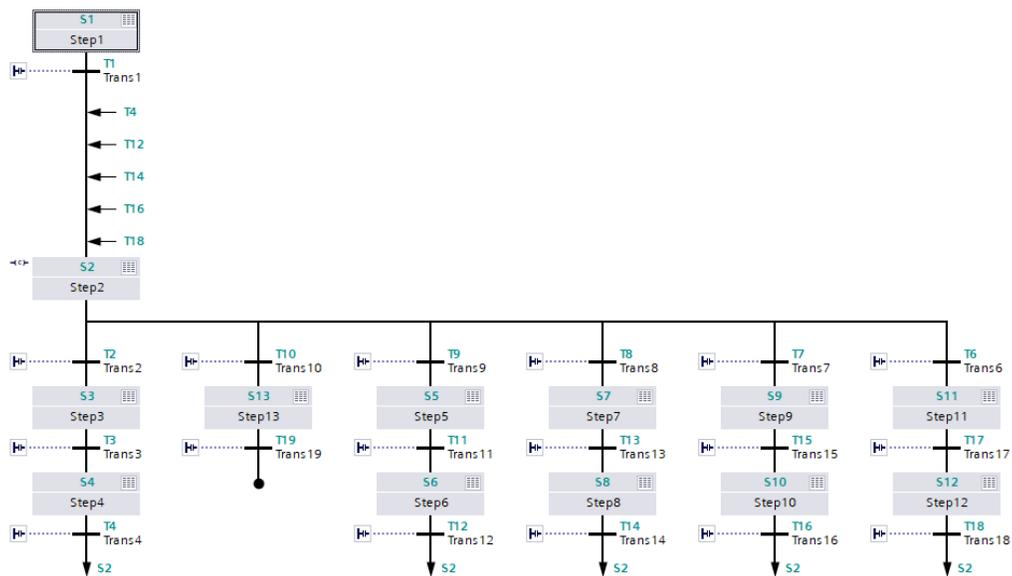 S1
Step1
T1
Trans1
T4
T12
T14
T16
T18
S2
Step2
T2 T10 T9 T8 T7 T6
Trans2 Trans10 Trans9 Trans8 Trans7 Trans6
S3 S13 S5 S7 S9 S11
Step3 Step13 Step5 Step7 Step9 Step11
T3 T19 T11 T13 T15 T17
Trans3 Trans19 Trans11 Trans13 Trans15 Trans17
S4 S6 S8 S10 S12
Step4 Step6 Step8 Step10 Step12
T4 T12 T14 T16 T18
Trans4 Trans12 Trans14 Trans16 Trans18
S2 S2 S2 S2 S2